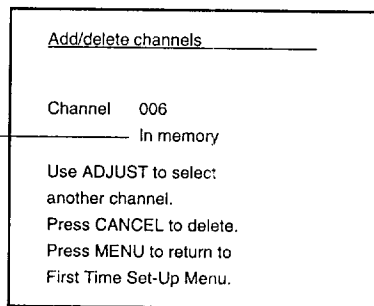 Add/delete channels
Channel 006
In memory
Use ADJUST to select
another channel.
Press CANCEL to delete.
Press MENU to return to
First Time Set-Up Menu.